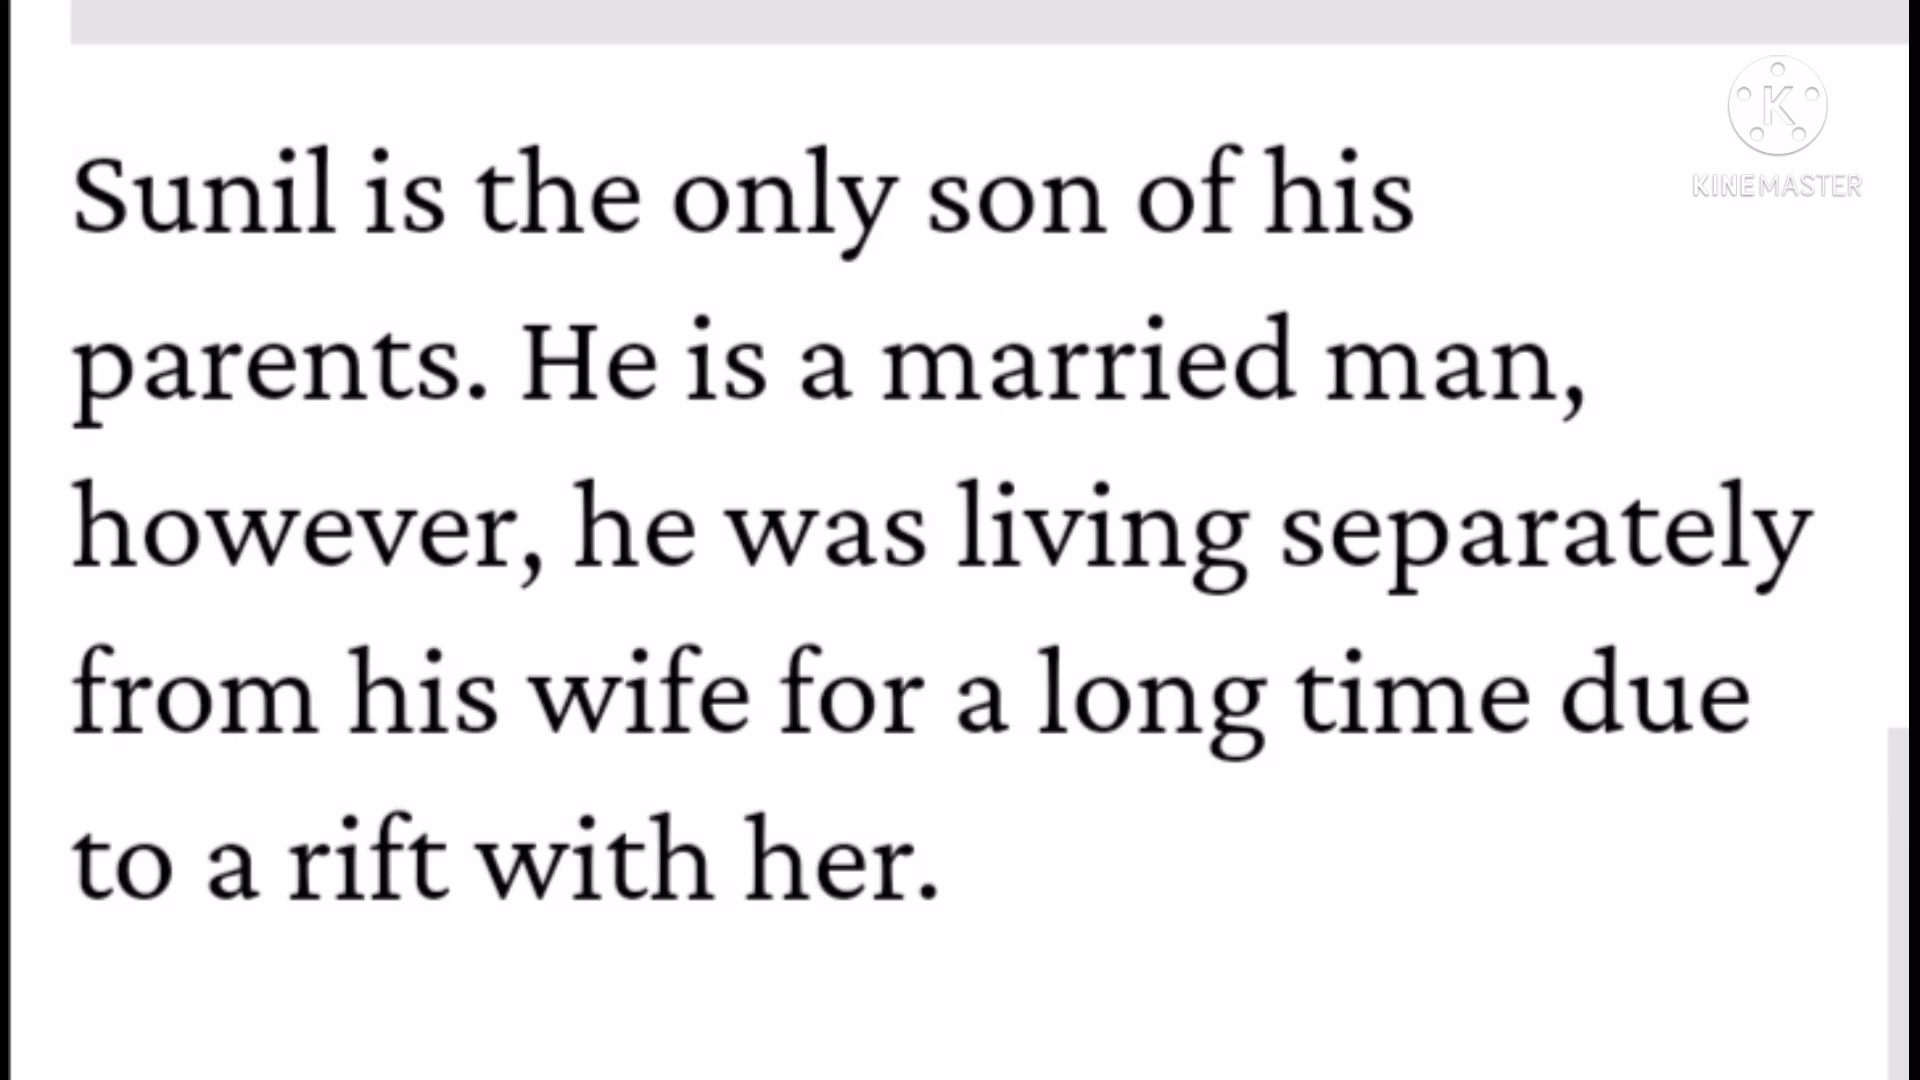 KINEMASTER
Sunil is the only son of his
parents. He is a married man,
however, he was living separately
from his wife for a long time due
to a rift with her.